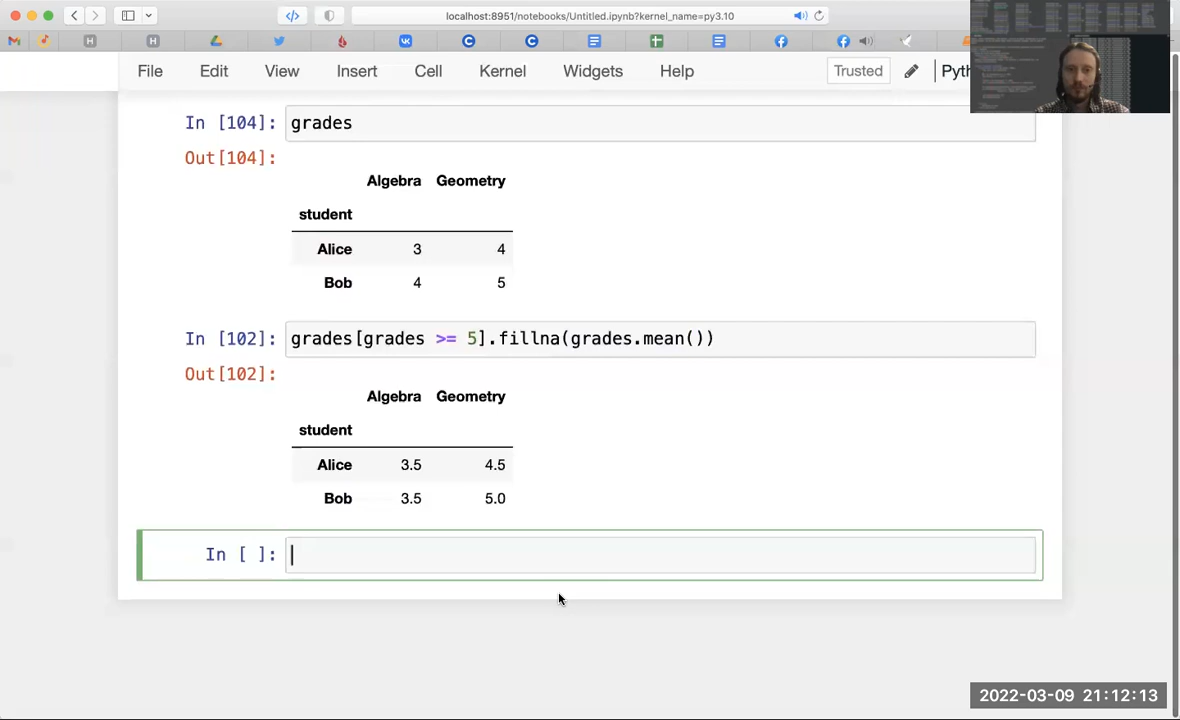 localhost:8951/notebooks/Untitled.ipynb?kernel_name=py3.10
File Edit View Insert Cell Kernel Widgets Help Trusted Pyth
In [104]: grades
Out[104]:
Algebra Geometry
student
Alice 3 4
Bob 4 5
In [102]: grades[grades >= 5].fillna(grades.mean())
Out[102]:
Algebra Geometry
student
Alice 3.5 4.5
Bob 3.5 5.0
In [ ]:
2022-03-09 21:12:13